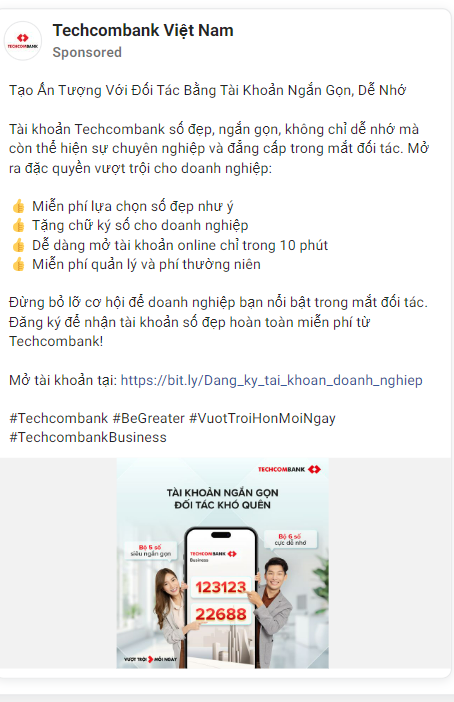 Techcombank Việt Nam
Sponsored
TECHCOMBANK
Tạo Ấn Tượng Với Đối Tác Bằng Tài Khoản Ngắn Gọn, Dễ Nhớ
Tài khoản Techcombank số đẹp, ngắn gọn, không chỉ dễ nhớ mà
còn thể hiện sự chuyên nghiệp và đẳng cấp trong mắt đối tác. Mở
ra đặc quyền vượt trội cho doanh nghiệp:
👍 Miễn phí lựa chọn số đẹp như ý
👍 Tặng chữ ký số cho doanh nghiệp
👍 Dễ dàng mở tài khoản online chỉ trong 10 phút
👍 Miễn phí quản lý và phí thường niên
Đừng bỏ lỡ cơ hội để doanh nghiệp bạn nổi bật trong mắt đối tác.
Đăng ký để nhận tài khoản số đẹp hoàn toàn miễn phí từ
Techcombank!
Mở tài khoản tại: https://bit.ly/Dang_ky_tai_khoan_doanh_nghiep
#Techcombank #BeGreater #VuotTroiHonMoiNgay
#TechcombankBusiness
TECHCOMBANK
TÀI KHOẢN NGẮN GỌN
ĐỐI TÁC KHÓ QUÊN
Bộ 5 số
siêu ngắn gọn
Bộ 6 số
cực dễ nhớ
TECHCOMBANK
Business
123123
22688
VƯỢT TRỘI MỖI NGÀY